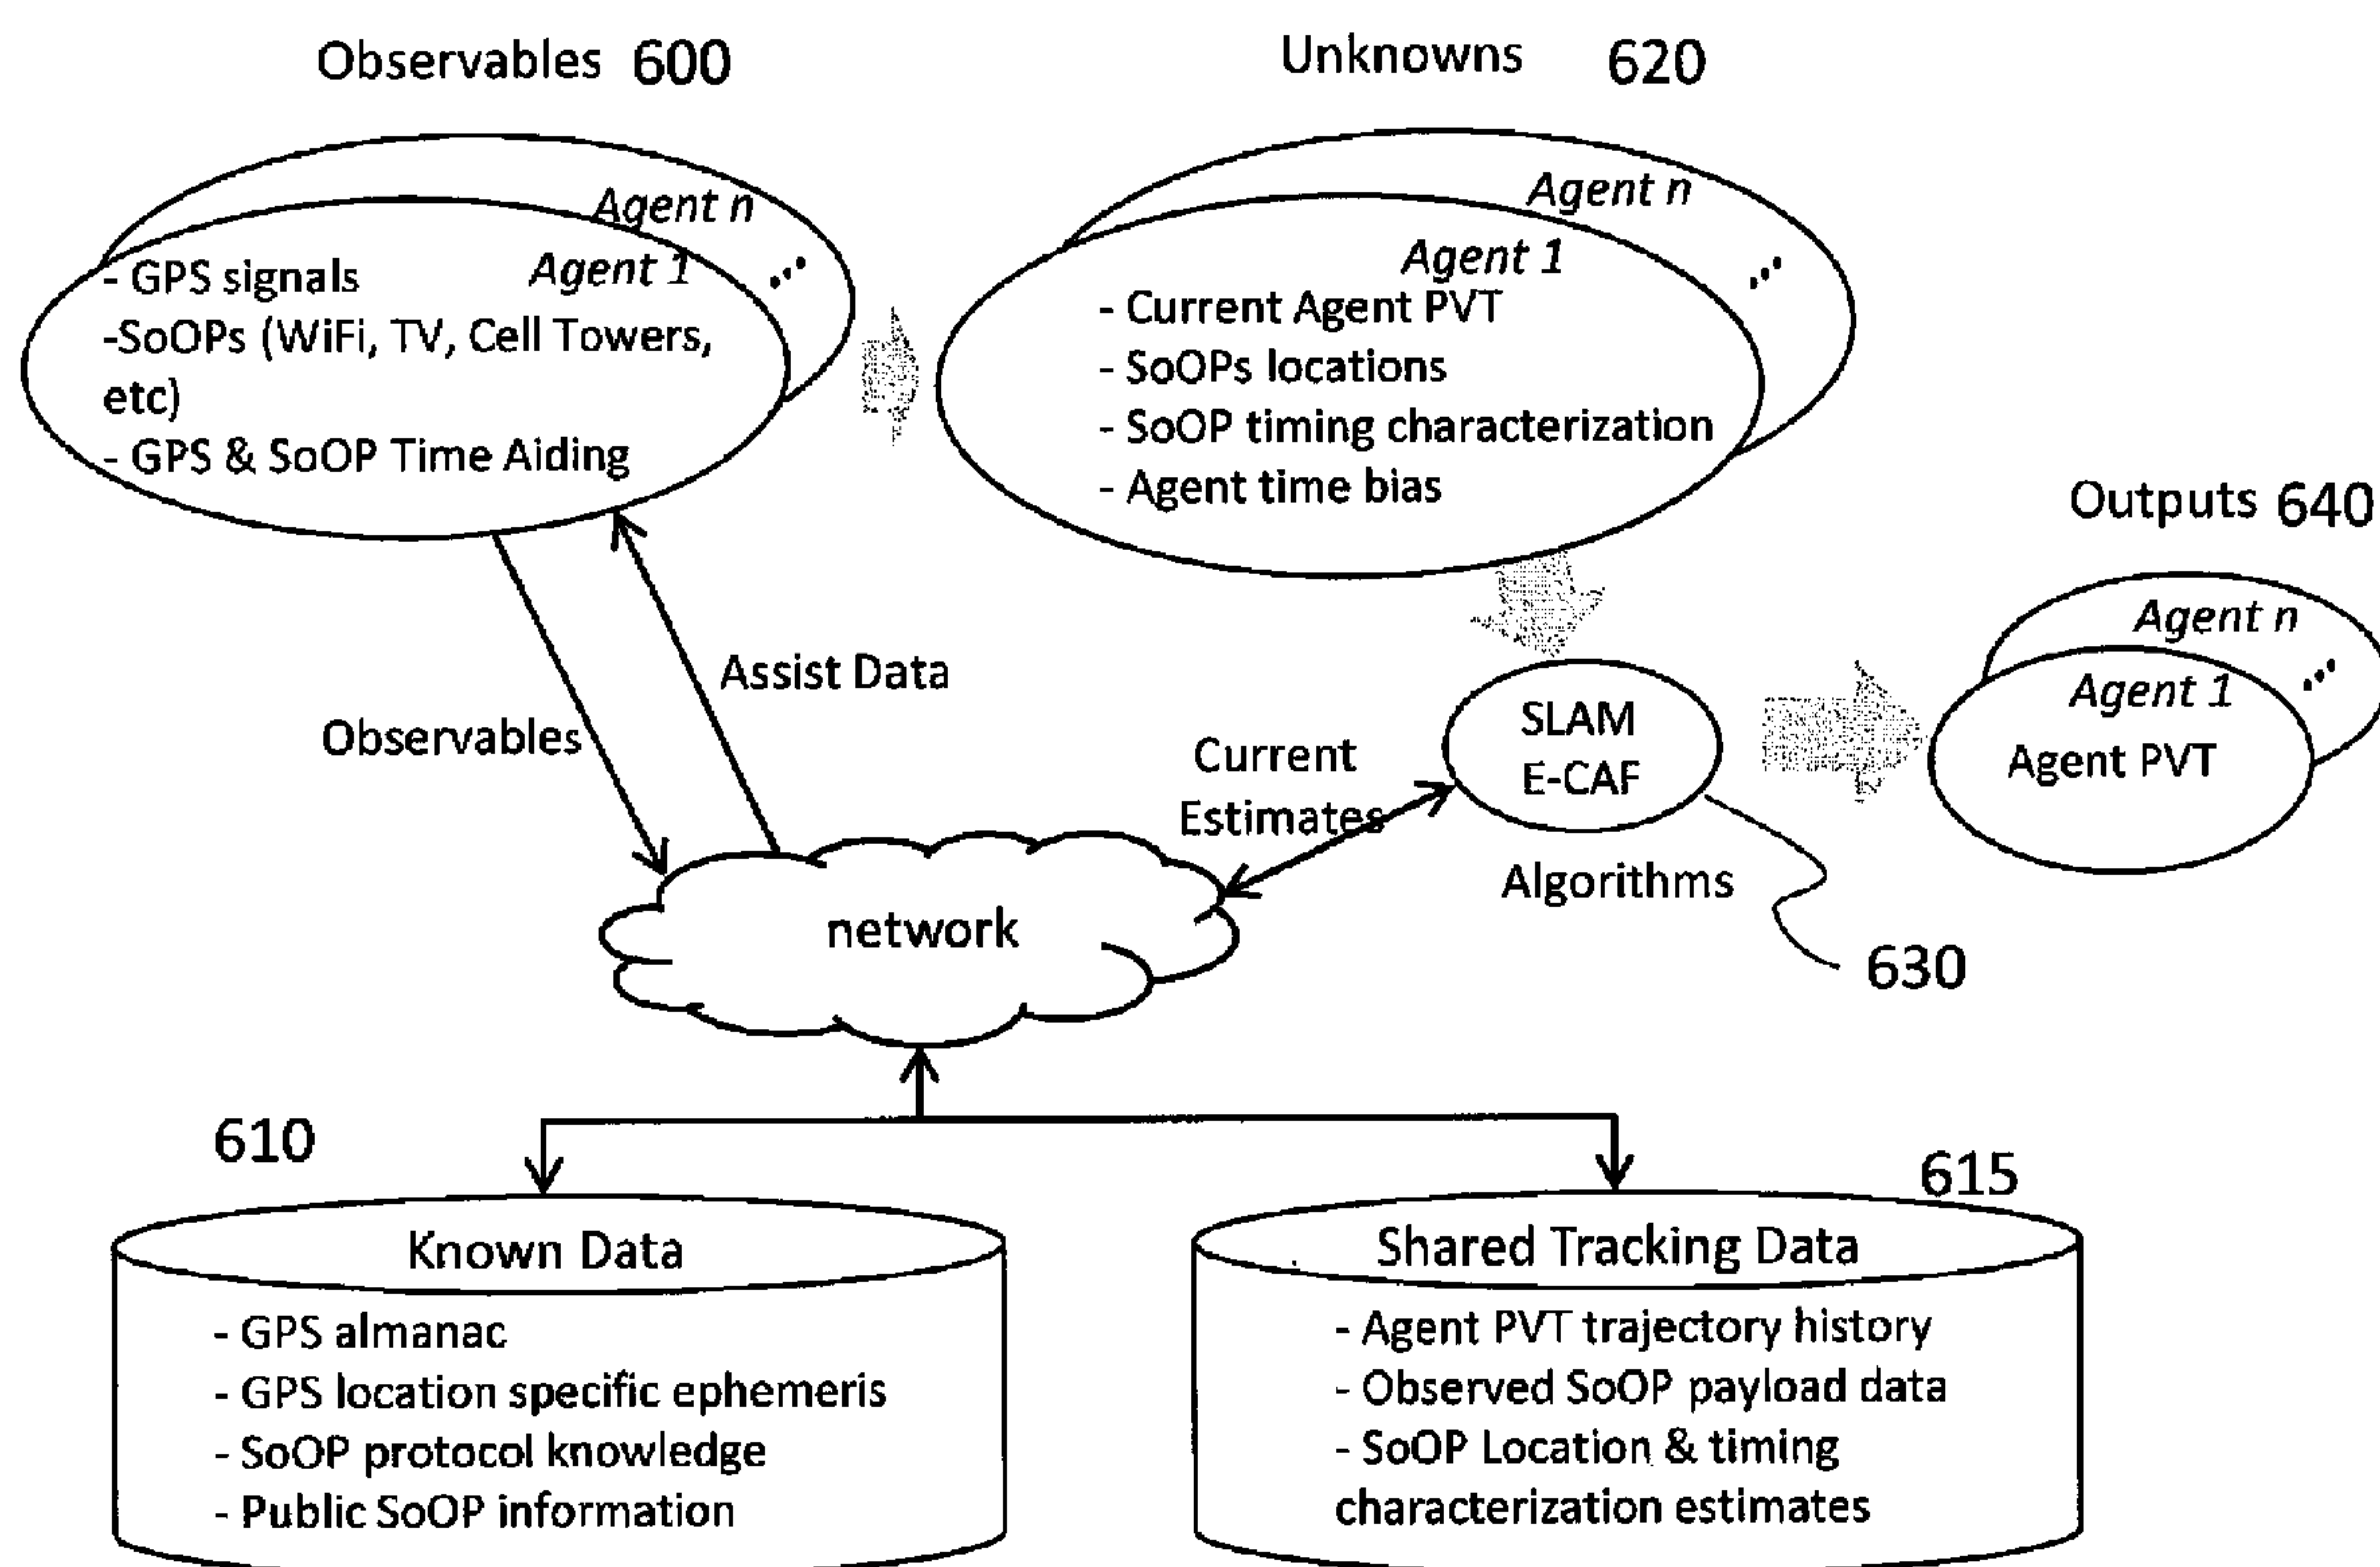 Observables 600
Unknowns 620
Agent n
Agent 1
...
- GPS signals
-SoOPs (WiFi, TV, Cell Towers,
etc)
- GPS & SoOP Time Aiding
Agent n
Agent 1
...
- Current Agent PVT
- SoOPs locations
- SoOP timing characterization
- Agent time bias
Outputs 640
Agent n
...
Agent 1
Agent PVT
Assist Data
Observables
Current
Estimates
SLAM
E-CAF
Algorithms
630
network
610
615
Known Data
- GPS almanac
- GPS location specific ephemeris
- SoOP protocol knowledge
- Public SoOP information
Shared Tracking Data
- Agent PVT trajectory history
- Observed SoOP payload data
- SoOP Location & timing
characterization estimates